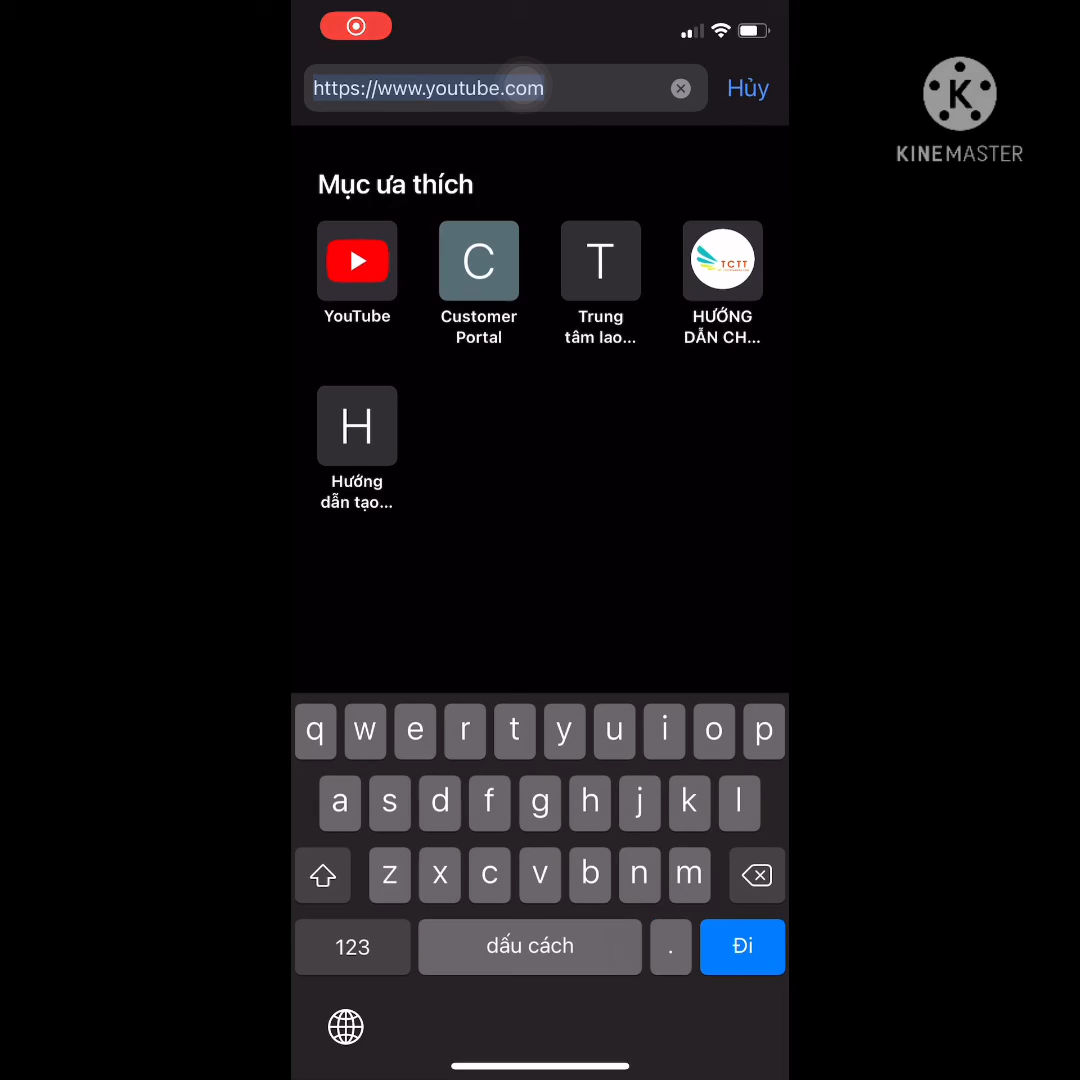 https://www.youtube.com
Hủy
KINEMASTER
Mục ưa thích
YouTube
C
Customer
Portal
T
Trung
tâm lao...
TCTT
HƯỚNG
DẪN CH...
H
Hướng
dẫn tạo...
q w e r t y u i o p
a s d f g h j k l
z x c v b n m
123 dấu cách . Đi